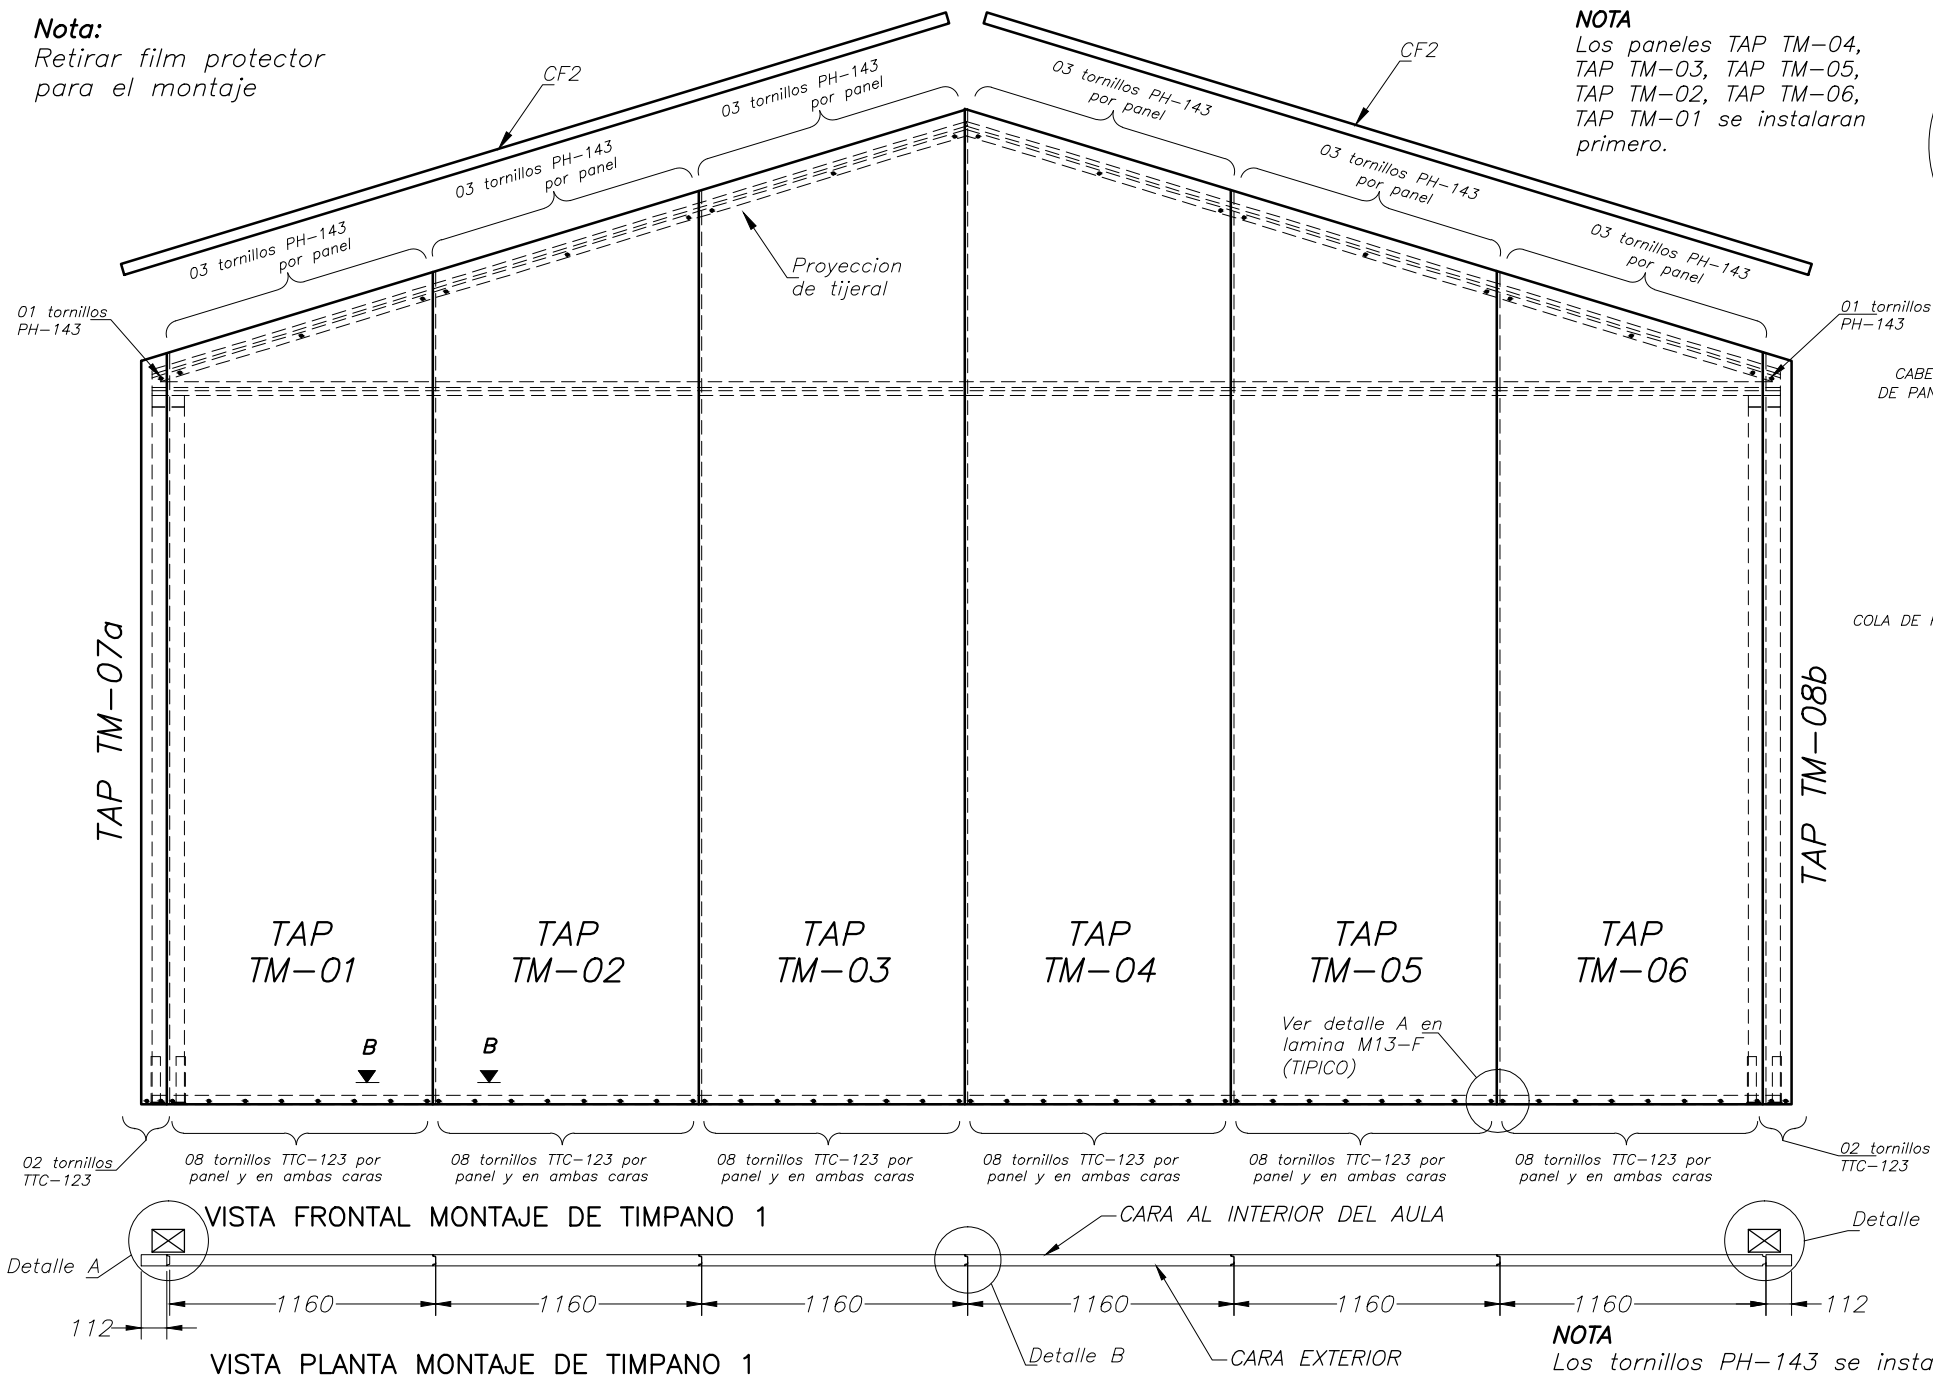 Nota:
Retirar film protector
para el montaje
NOTA
Los paneles TAP TM-04,
TAP TM-03, TAP TM-05,
TAP TM-02, TAP TM-06,
TAP TM-01 se instalaran
primero.
CF2
CF2
03 tornillos PH-143
por panel
03 tornillos PH-143
por panel
03 tornillos PH-143
por panel
03 tornillos PH-143
por panel
03 tornillos PH-143
por panel
03 tornillos PH-143
por panel
Proyeccion
de tijeral
01 tornillos
PH-143
01 tornillos
PH-143
CABE
DE PAN
COLA DE
TAP TM-07a
TAP TM-08b
TAP
TM-01
TAP
TM-02
TAP
TM-03
TAP
TM-04
TAP
TM-05
TAP
TM-06
Ver detalle A en
lamina M13-F
(TIPICO)
B
B
02 tornillos
TTC-123
08 tornillos TTC-123 por
panel y en ambas caras
08 tornillos TTC-123 por
panel y en ambas caras
08 tornillos TTC-123 por
panel y en ambas caras
08 tornillos TTC-123 por
panel y en ambas caras
08 tornillos TTC-123 por
panel y en ambas caras
08 tornillos TTC-123 por
panel y en ambas caras
02 tornillos
TTC-123
VISTA FRONTAL MONTAJE DE TIMPANO 1
CARA AL INTERIOR DEL AULA
Detalle
Detalle A
1160
1160
1160
1160
1160
1160
112
112
Detalle B
CARA EXTERIOR
VISTA PLANTA MONTAJE DE TIMPANO 1
NOTA
Los tornillos PH-143 se insta